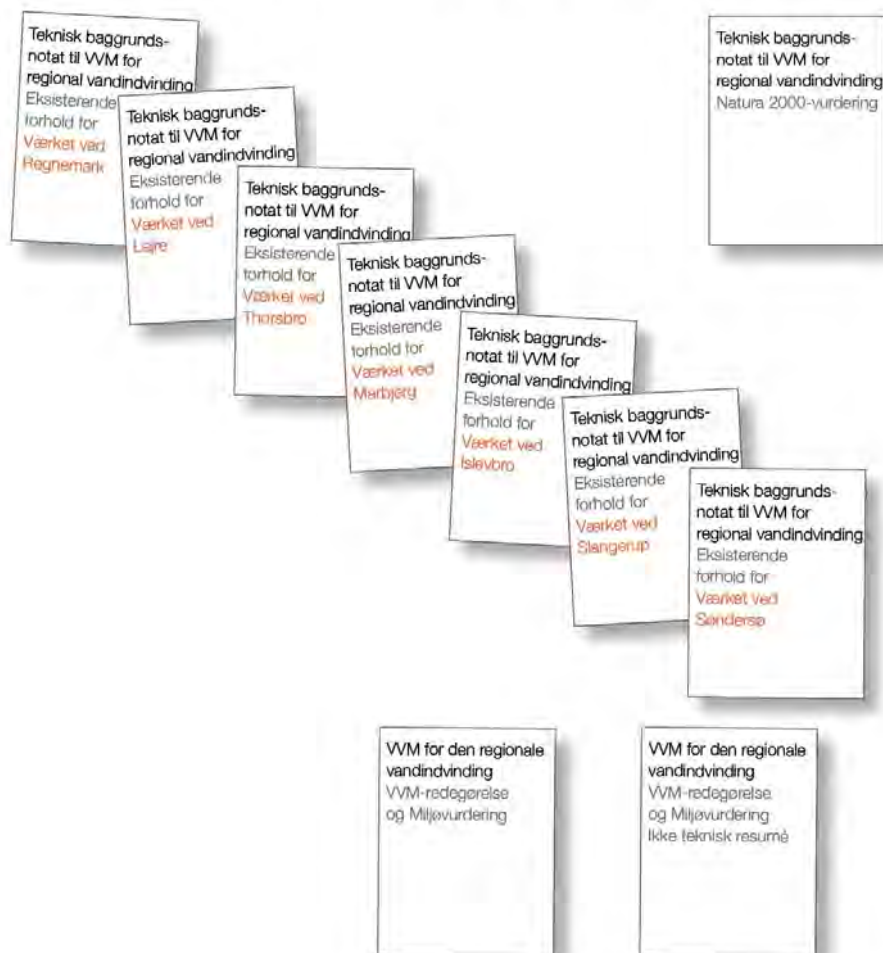 Teknisk baggrunds-
notat til VVM for
regional vandindvinding
Eksisterende
forhold for
Værket ved
Regnemark
Teknisk baggrunds-
notat til VVM for
regional vandindvinding
Eksisterende
forhold for
Værket ved
Lejre
Teknisk baggrunds-
notat til VVM for
regional vandindvinding
Eksisterende
forhold for
Værket ved
Thorsbro
Teknisk baggrunds-
notat til VVM for
regional vandindvinding
Eksisterende
forhold for
Værket ved
Marbjerg
Teknisk baggrunds-
notat til VVM for
regional vandindvinding
Eksisterende
forhold for
Værket ved
Islevbro
Teknisk baggrunds-
notat til VVM for
regional vandindvinding
Eksisterende
forhold for
Værket ved
Slangerup
Teknisk baggrunds-
notat til VVM for
regional vandindvinding
Eksisterende
forhold for
Værket ved
Søndersø
Teknisk baggrunds-
notat til VVM for
regional vandindvinding
Natura 2000-vurdering
VVM for den regionale
vandindvinding
VVM-redegørelse
og Miljøvurdering
VVM for den regionale
vandindvinding
VVM-redegørelse
og Miljøvurdering
Ikke teknisk resumé